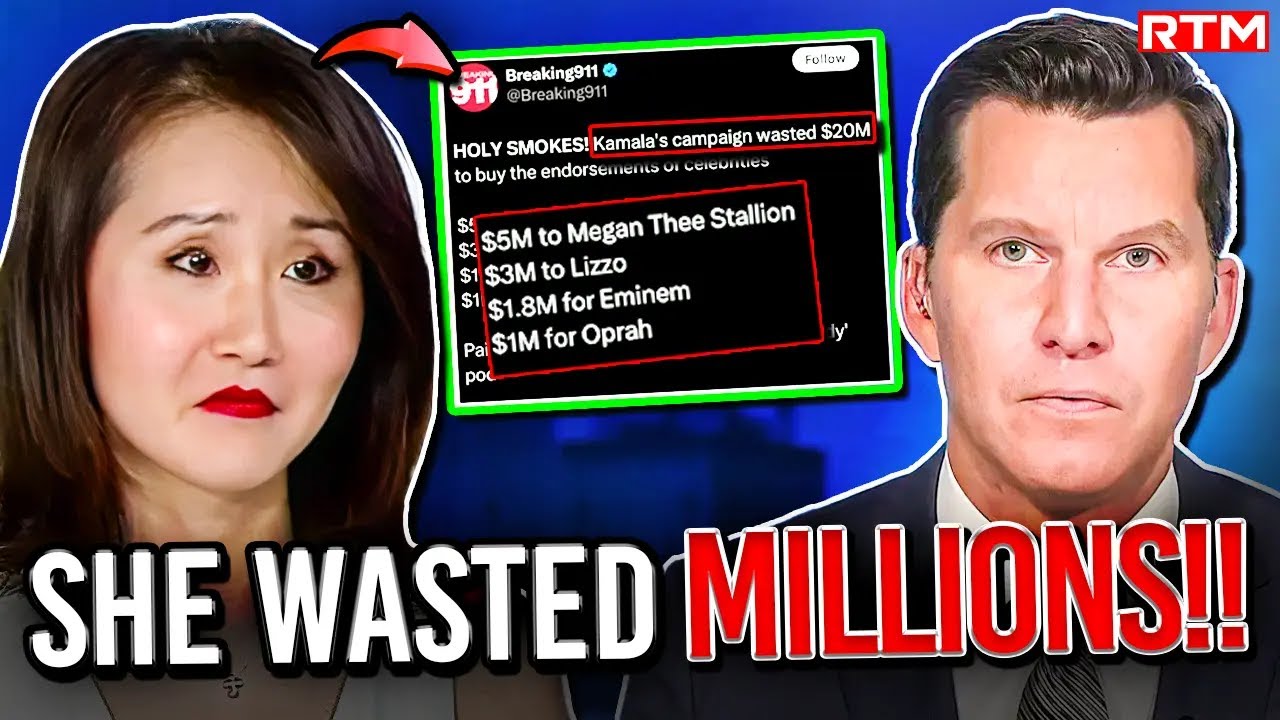 RTM
Breaking911
@Breaking911
Follow
911
HOLY SMOKES! Kamala's campaign wasted $20M
to buy the endorsements of celebrities
$5M to Megan Thee Stallion
$3M to Lizzo
$1.8M for Eminem
$1M for Oprah
SHE WASTED MILLIONS!!